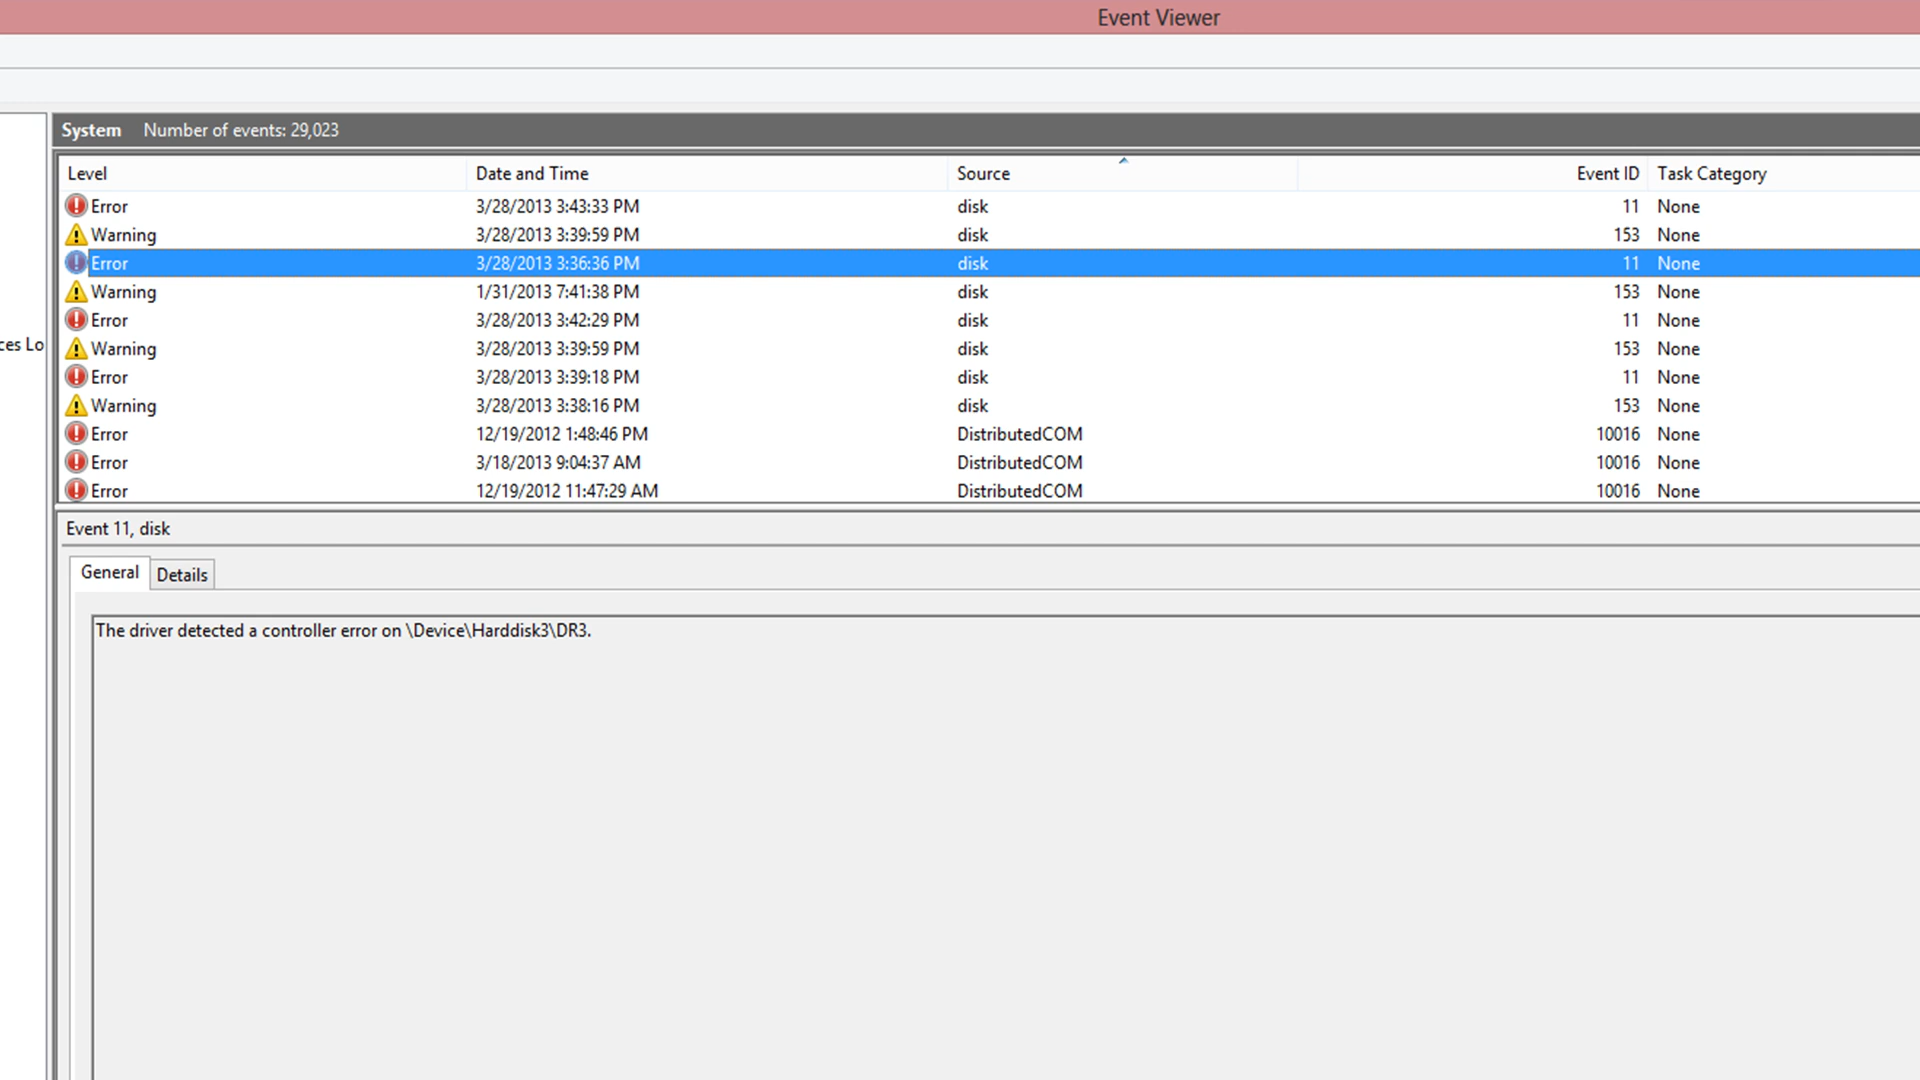 Event Viewer
System Number of events: 29,023
Level Date and Time Source Event ID Task Category
Error 3/28/2013 3:43:33 PM disk 11 None
Warning 3/28/2013 3:39:59 PM disk 153 None
Error 3/28/2013 3:36:36 PM disk 11 None
Warning 1/31/2013 7:41:38 PM disk 153 None
Error 3/28/2013 3:42:29 PM disk 11 None
ces Lo
Warning 3/28/2013 3:39:59 PM disk 153 None
Error 3/28/2013 3:39:18 PM disk 11 None
Warning 3/28/2013 3:38:16 PM disk 153 None
Error 12/19/2012 1:48:46 PM DistributedCOM 10016 None
Error 3/18/2013 9:04:37 AM DistributedCOM 10016 None
Error 12/19/2012 11:47:29 AM DistributedCOM 10016 None
Event 11, disk
General Details
The driver detected a controller error on \Device\Harddisk3\DR3.